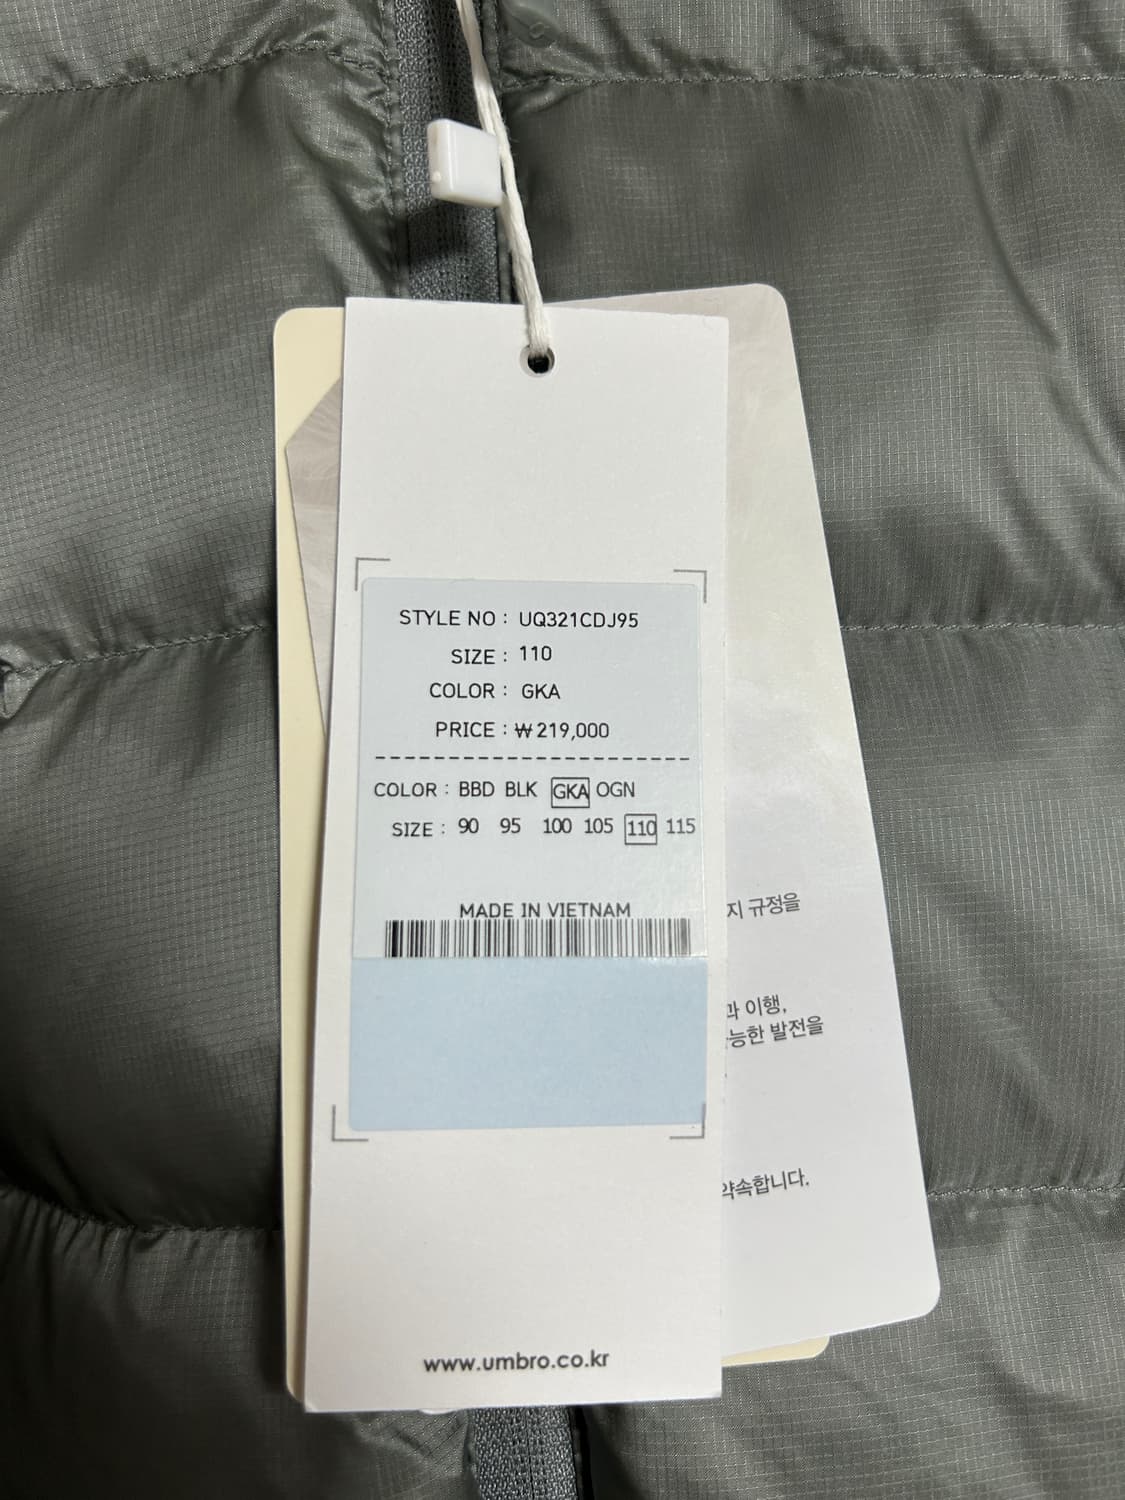 STYLE NO : UQ321CDJ95
SIZE : 110
COLOR : GKA
PRICE : ₩219,000
COLOR : BBD BLK GKA OGN
SIZE : 90 95 100 105 110 115
MADE IN VIETNAM
www.umbro.co.kr
지 규정을
과 이행,
능한 발전을
약속합니다.